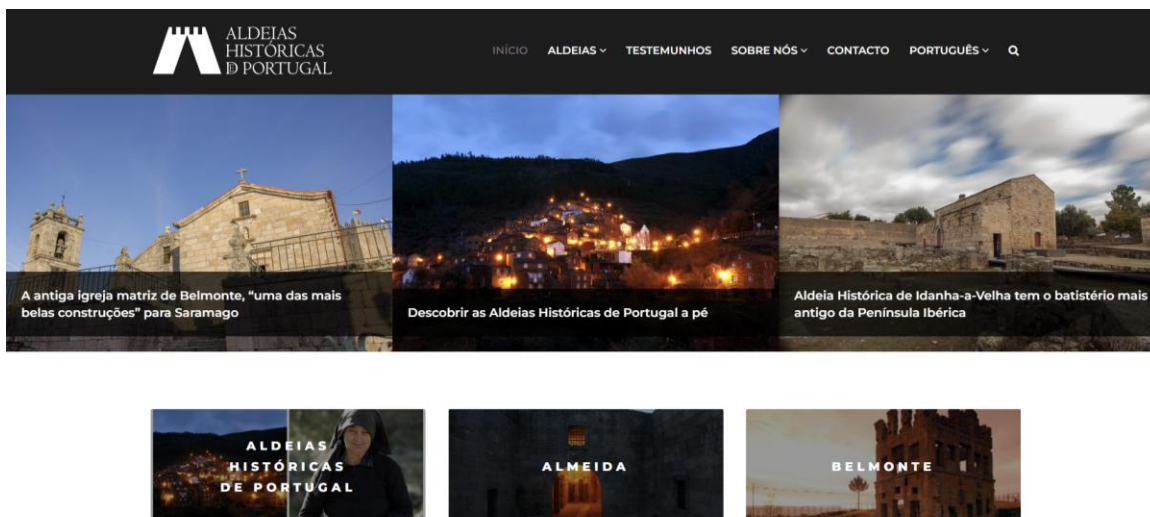 ALDEIAS
HISTÓRICAS
DE PORTUGAL
INÍCIO ALDEIAS TESTEMUNHOS SOBRE NÓS CONTACTO PORTUGUÊS
A antiga igreja matriz de Belmonte, “uma das mais
belas construções” para Saramago
Descobrir as Aldeias Históricas de Portugal a pé
Aldeia Histórica de Idanha-a-Velha tem o batistério mais
antigo da Península Ibérica
ALDEIAS
HISTÓRICAS
DE PORTUGAL
ALMEIDA
BELMONTE